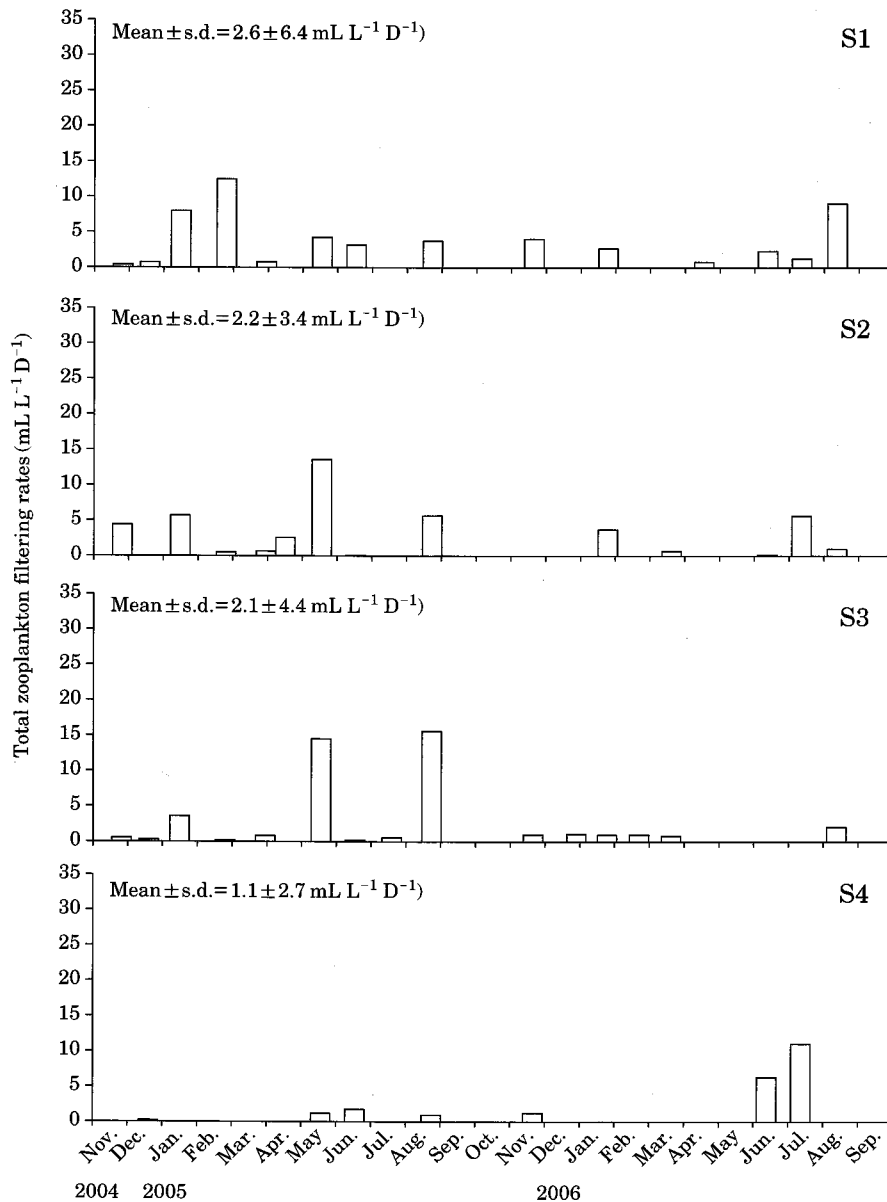 Total zooplankton filtering rates (mL L⁻¹ D⁻¹)
35
30
25
20
15
10
5
0
Mean ± s.d. = 2.6 ± 6.4 mL L⁻¹ D⁻¹)
S1
35
30
25
20
15
10
5
0
Mean ± s.d. = 2.2 ± 3.4 mL L⁻¹ D⁻¹)
S2
35
30
25
20
15
10
5
0
Mean ± s.d. = 2.1 ± 4.4 mL L⁻¹ D⁻¹)
S3
35
30
25
20
15
10
5
0
Mean ± s.d. = 1.1 ± 2.7 mL L⁻¹ D⁻¹)
S4
Nov. Dec. Jan. Feb. Mar. Apr. May Jun. Jul. Aug. Sep. Oct. Nov. Dec. Jan. Feb. Mar. Apr. May Jun. Jul. Aug. Sep.
2004 2005 2006